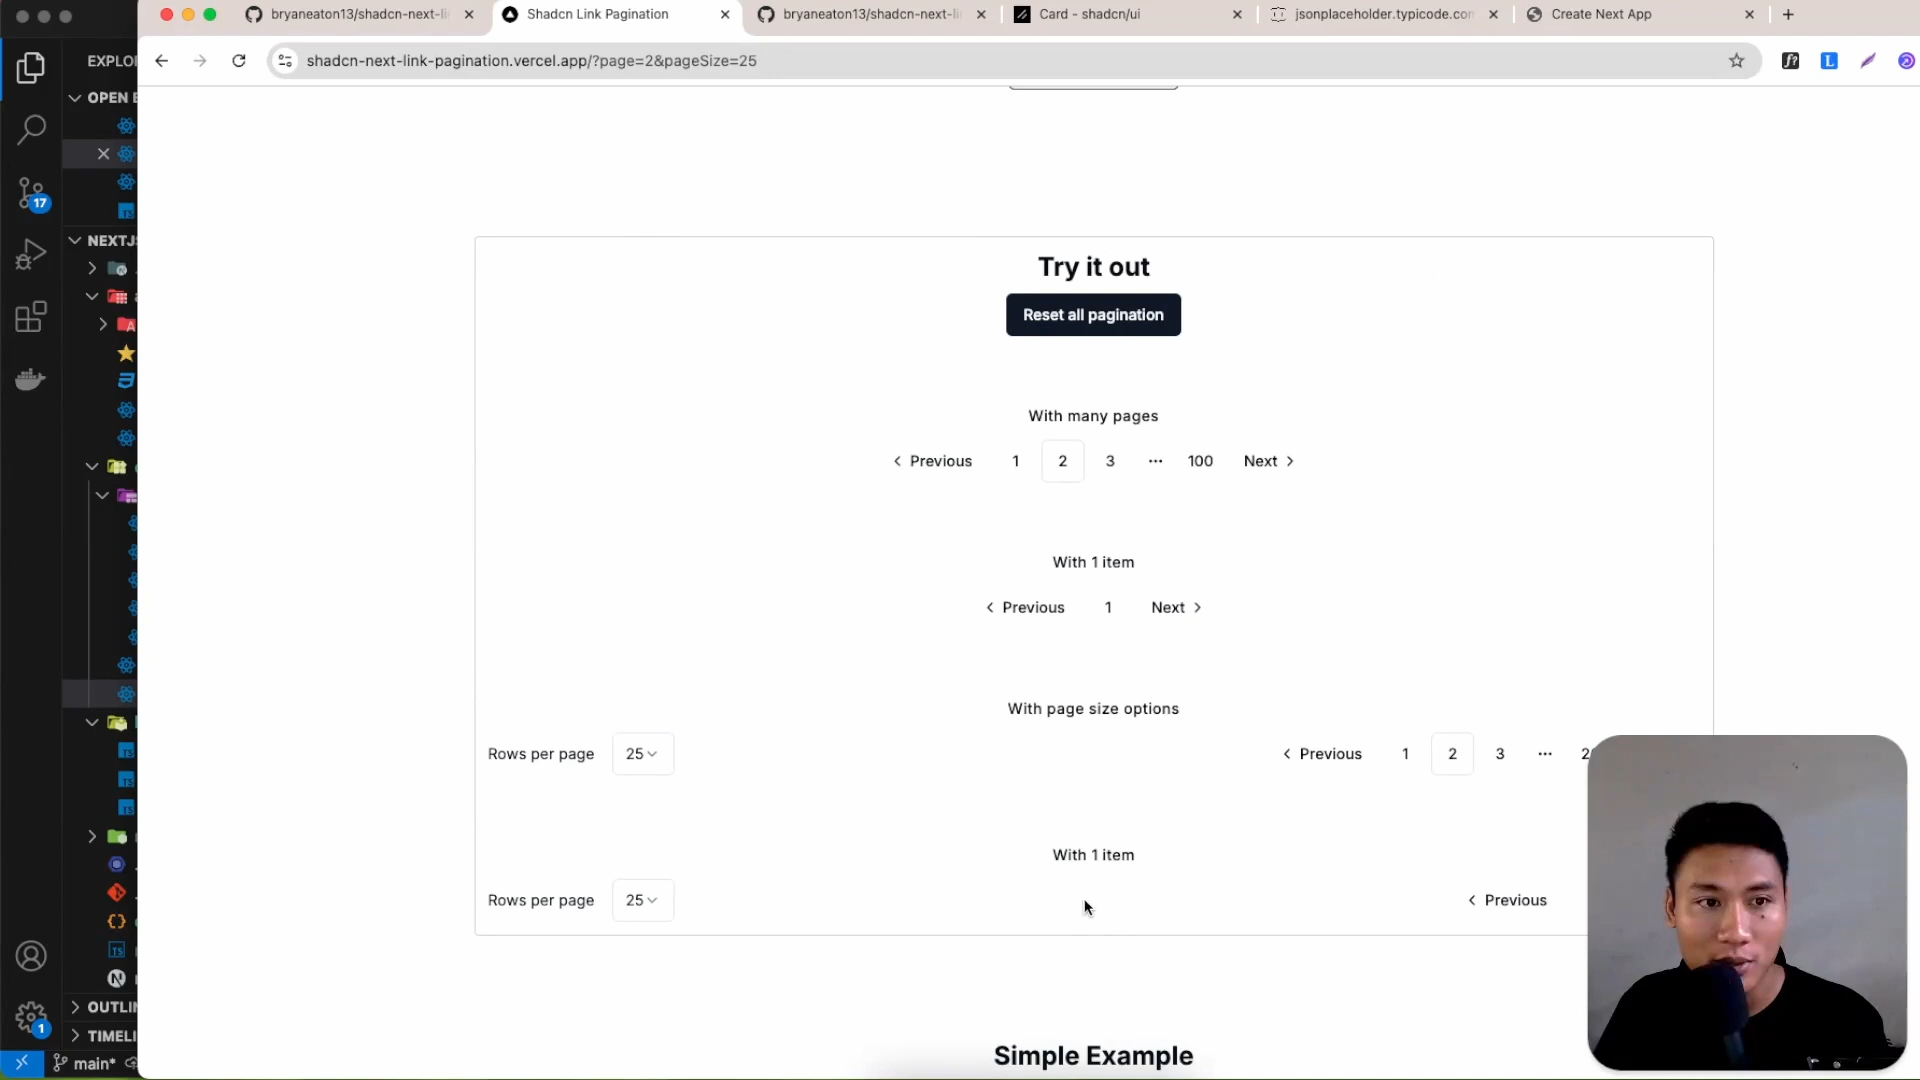 bryaneaton13/shadcn-next-li
Shadcn Link Pagination
bryaneaton13/shadcn-next-li
Card - shadcn/ui
jsonplaceholder.typicode.com
Create Next App
shadcn-next-link-pagination.vercel.app/?page=2&pageSize=25
f?
L
EXPLO
OPEN E
17
NEXTJ
Try it out
Reset all pagination
With many pages
Previous 1 2 3 ... 100 Next
With 1 item
Previous 1 Next
With page size options
Rows per page 25
Previous 1 2 3 ...
With 1 item
Rows per page 25
Previous
Simple Example
OUTLIN
TIMELI
1
main*